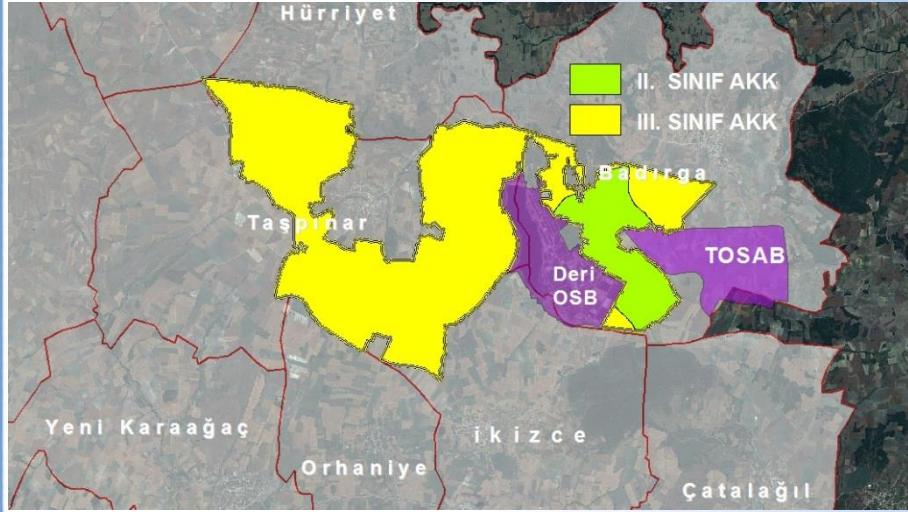 Hürriyet
II. SINIF AKK
III. SINIF AKK
Badırga
Taşpınar
TOSAB
Deri
OSB
Yeni Karaağaç
ikizce
Orhaniye
Çatalağıl